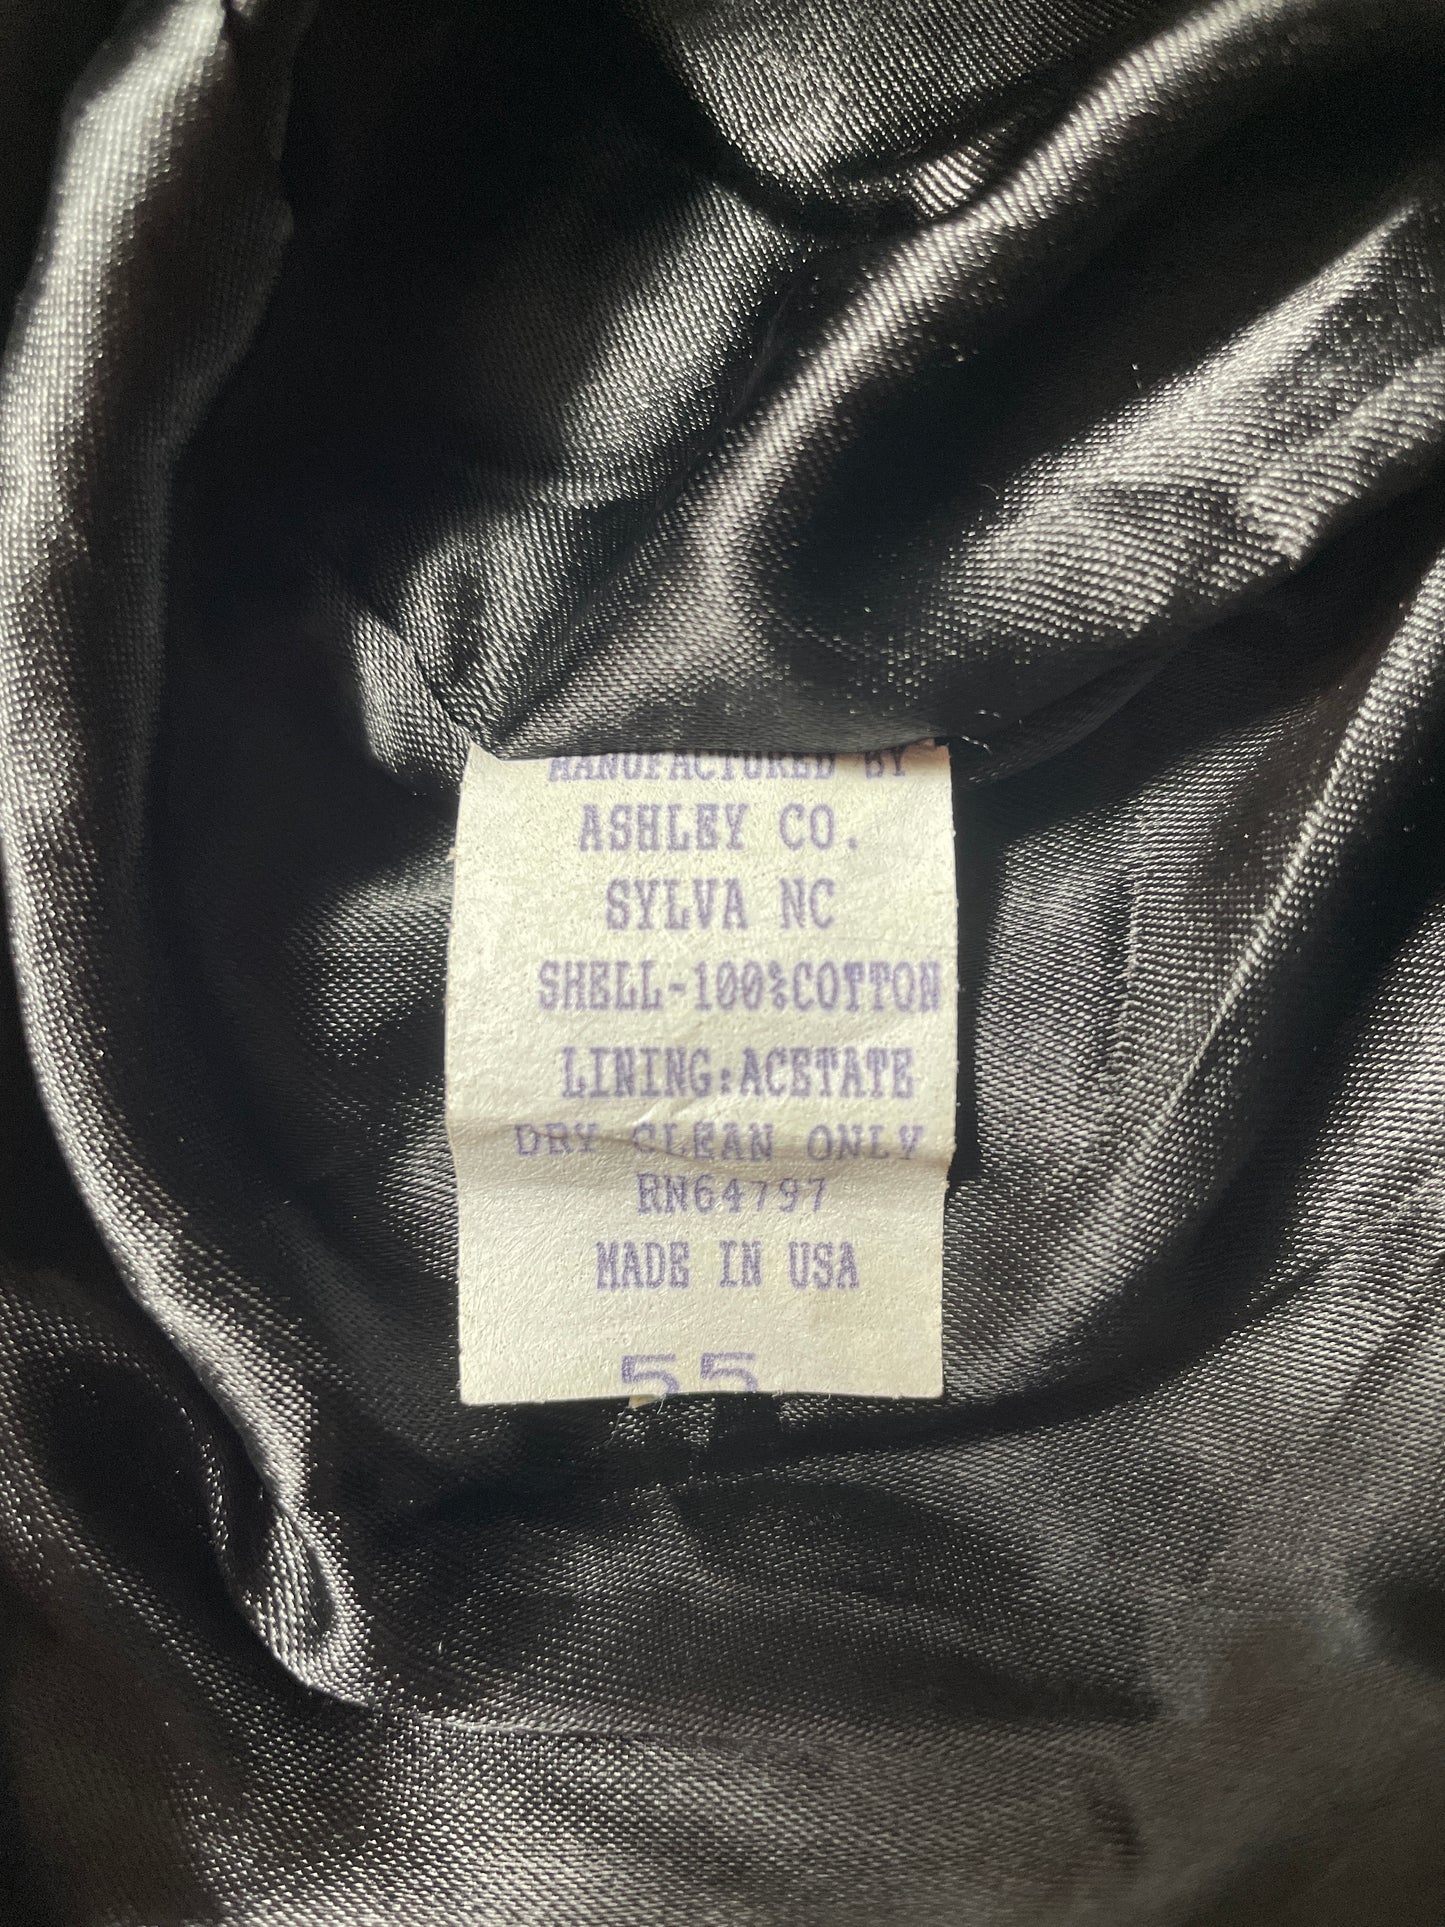 MANUFACTURED BY
ASHLEY CO.
SYLVA NC
SHELL-100%COTTON
LINING:ACETATE
DRY CLEAN ONLY
RN64797
MADE IN USA
55